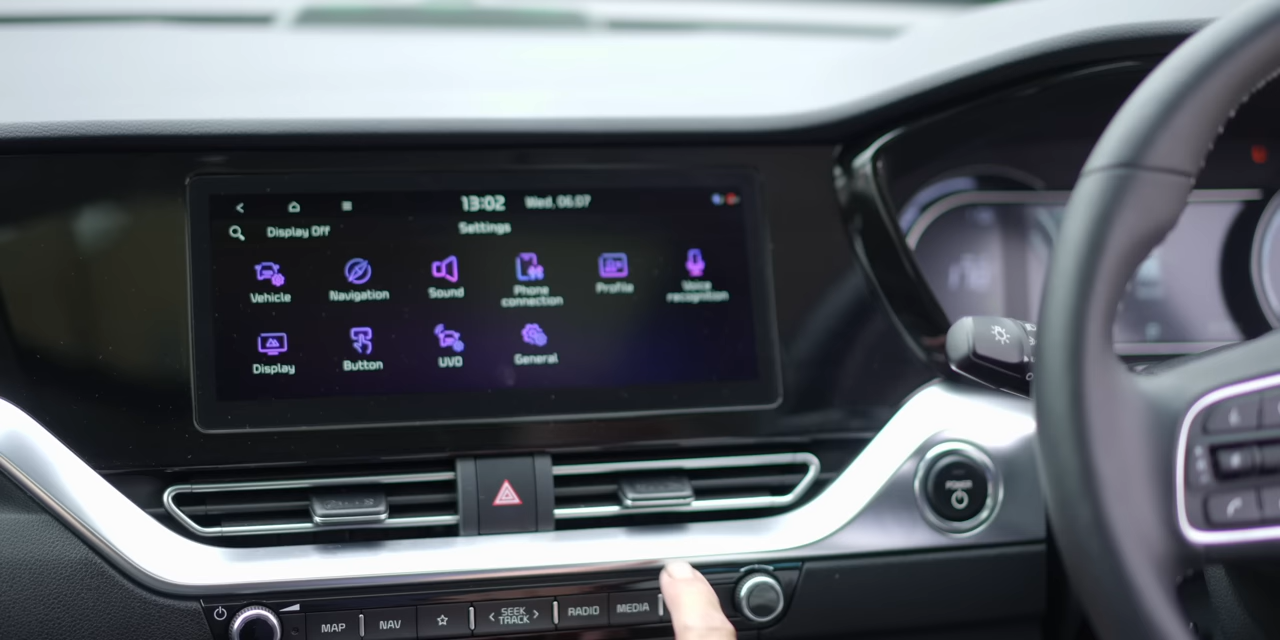 13:02 Wed, 06.07
Display Off
Settings
Vehicle
Navigation
Sound
Phone
connection
Profile
Voice
recognition
Display
Button
UVO
General
POWER
MAP
NAV
SEEK
TRACK
RADIO
MEDIA